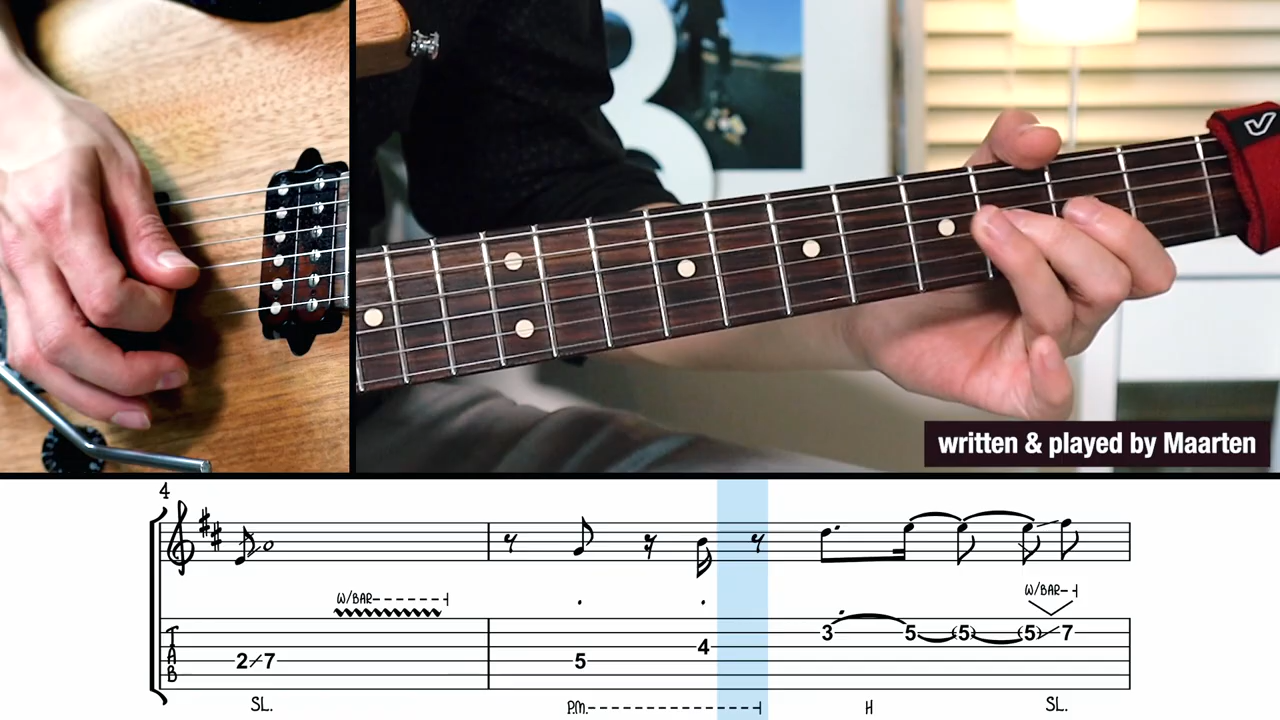 written & played by Maarten
4
W/BAR
W/BAR
T
A
B
2 7 5 4 3 5 (5) (5) 7
SL. P.M. H SL.